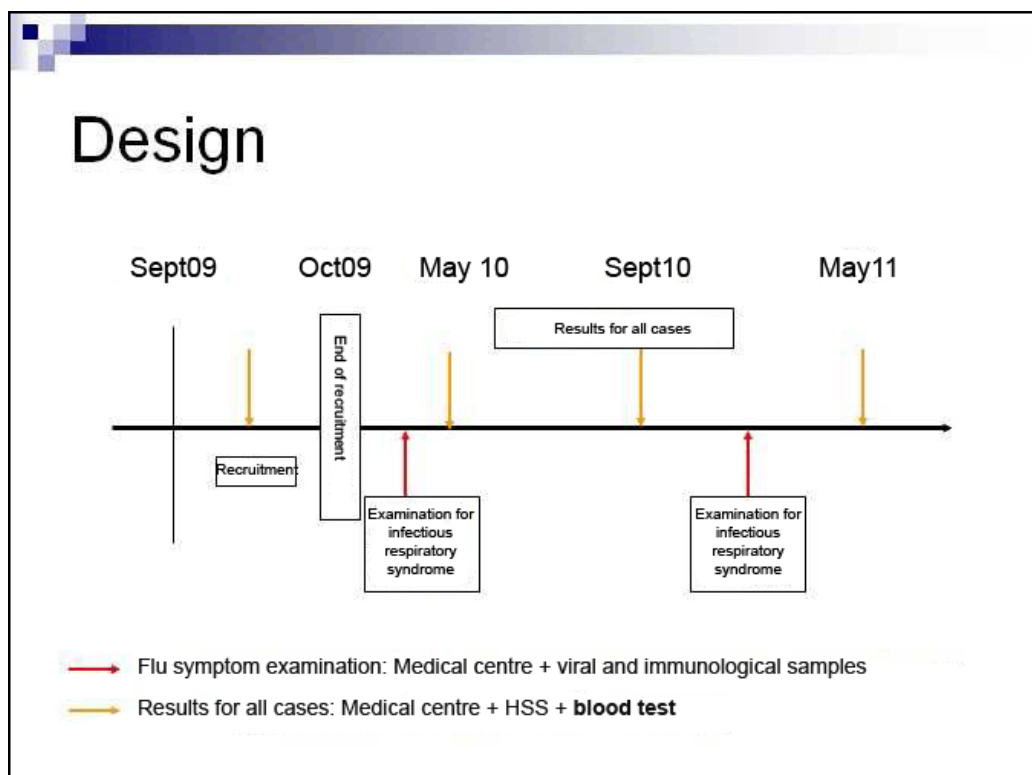 Design
Sept09
Oct09
May 10
Sept10
May11
Results for all cases
End of recruitment
Recruitment
Examination for
infectious
respiratory
syndrome
Examination for
infectious
respiratory
syndrome
Flu symptom examination: Medical centre + viral and immunological samples
Results for all cases: Medical centre + HSS + blood test